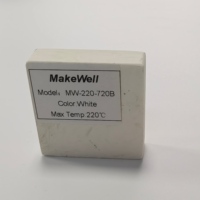 MakeWell
Model: MW-220-720B
Color White
Max Temp 220℃